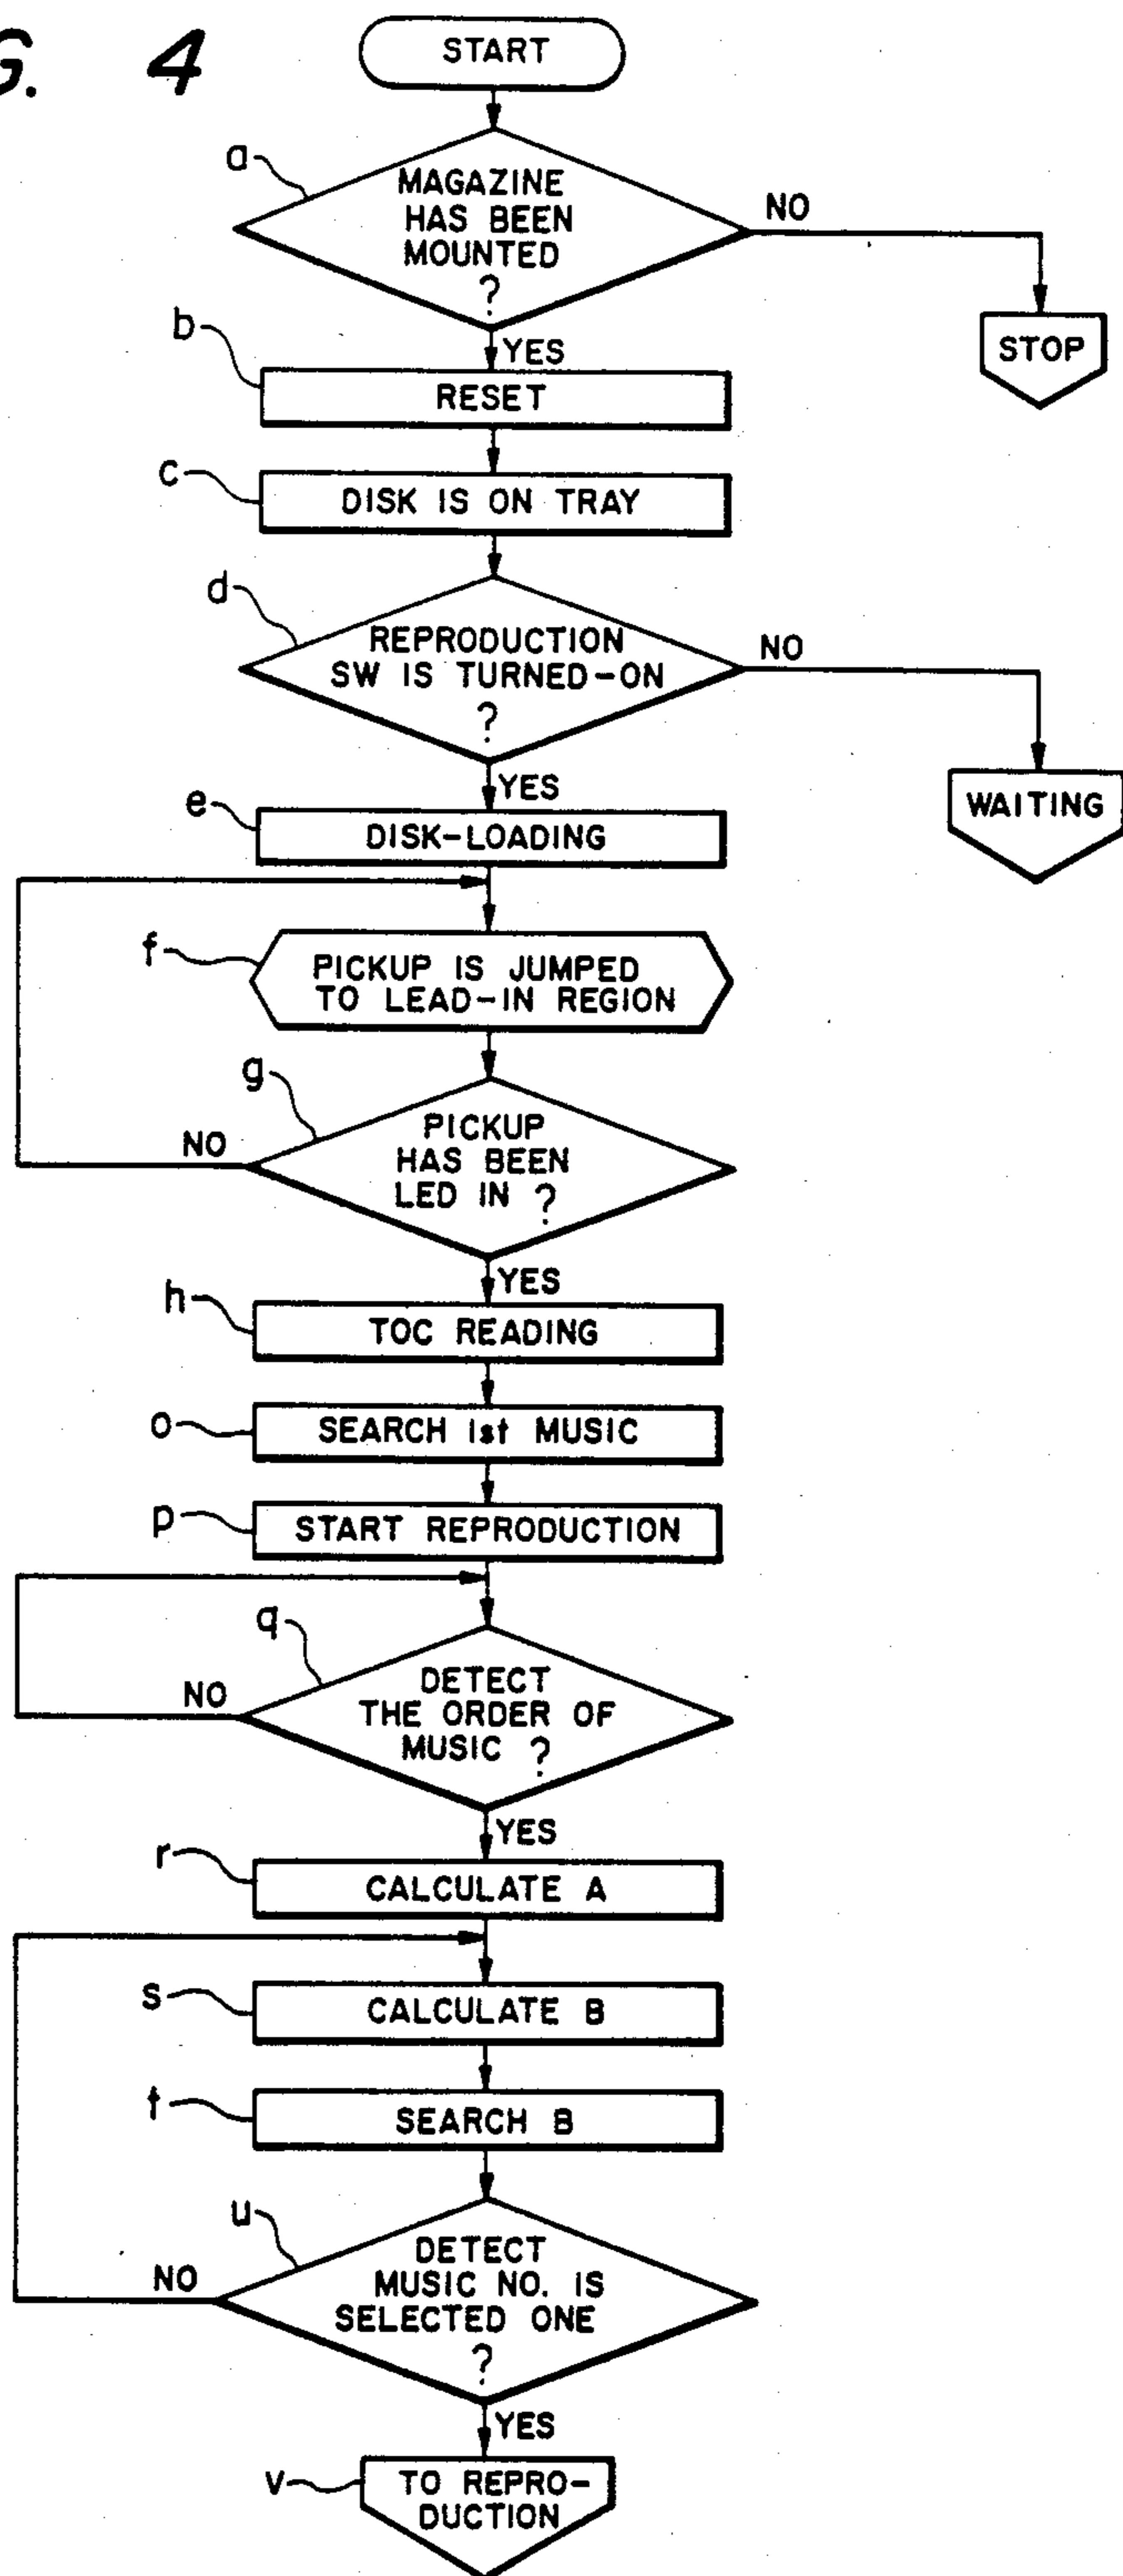 G. 4
START
a
MAGAZINE
HAS BEEN
MOUNTED
?
NO
STOP
YES
b
RESET
c
DISK IS ON TRAY
d
REPRODUCTION
SW IS TURNED-ON
?
NO
WAITING
YES
e
DISK-LOADING
f
PICKUP IS JUMPED
TO LEAD-IN REGION
g
PICKUP
HAS BEEN
LED IN ?
NO
YES
h
TOC READING
o
SEARCH 1st MUSIC
p
START REPRODUCTION
q
DETECT
THE ORDER OF
MUSIC ?
NO
YES
r
CALCULATE A
s
CALCULATE B
t
SEARCH B
u
DETECT
MUSIC NO. IS
SELECTED ONE
?
NO
YES
v
TO REPRO-
DUCTION